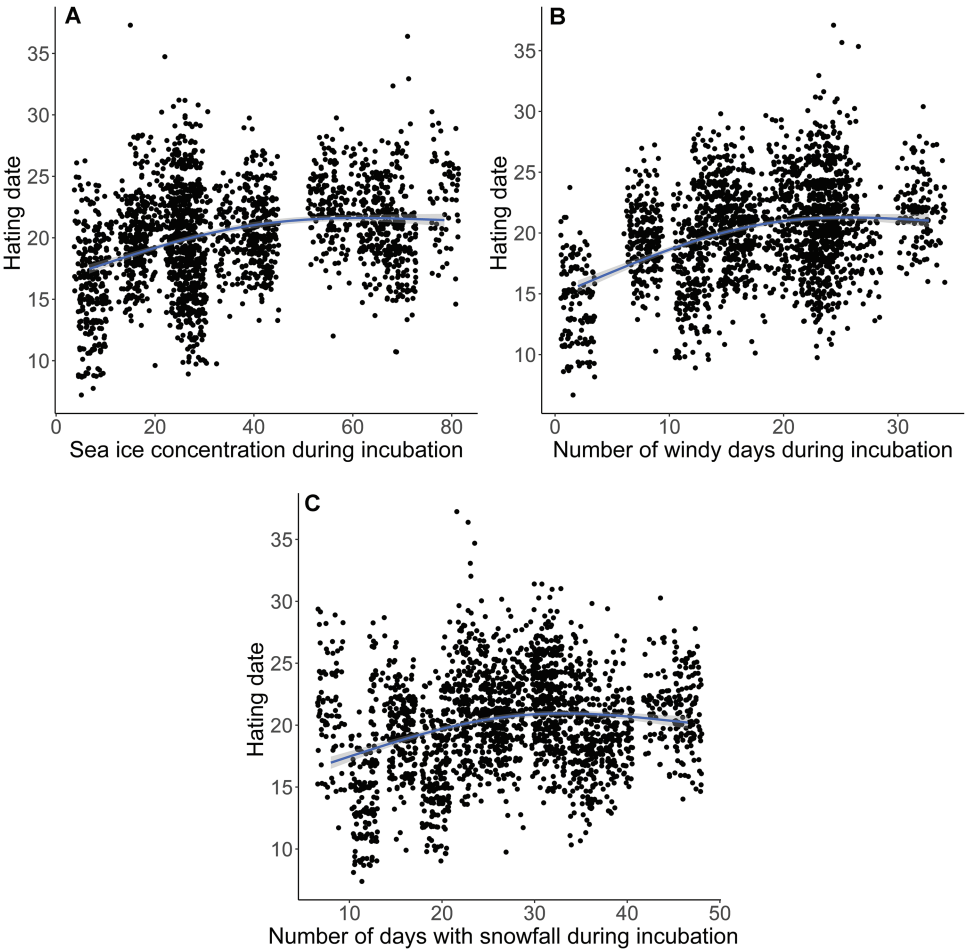 A
35
30
25
20
15
10
Hating date
0 20 40 60 80
Sea ice concentration during incubation
B
35
30
25
20
15
10
Hating date
0 10 20 30
Number of windy days during incubation
C
35
30
25
20
15
10
Hating date
10 20 30 40 50
Number of days with snowfall during incubation